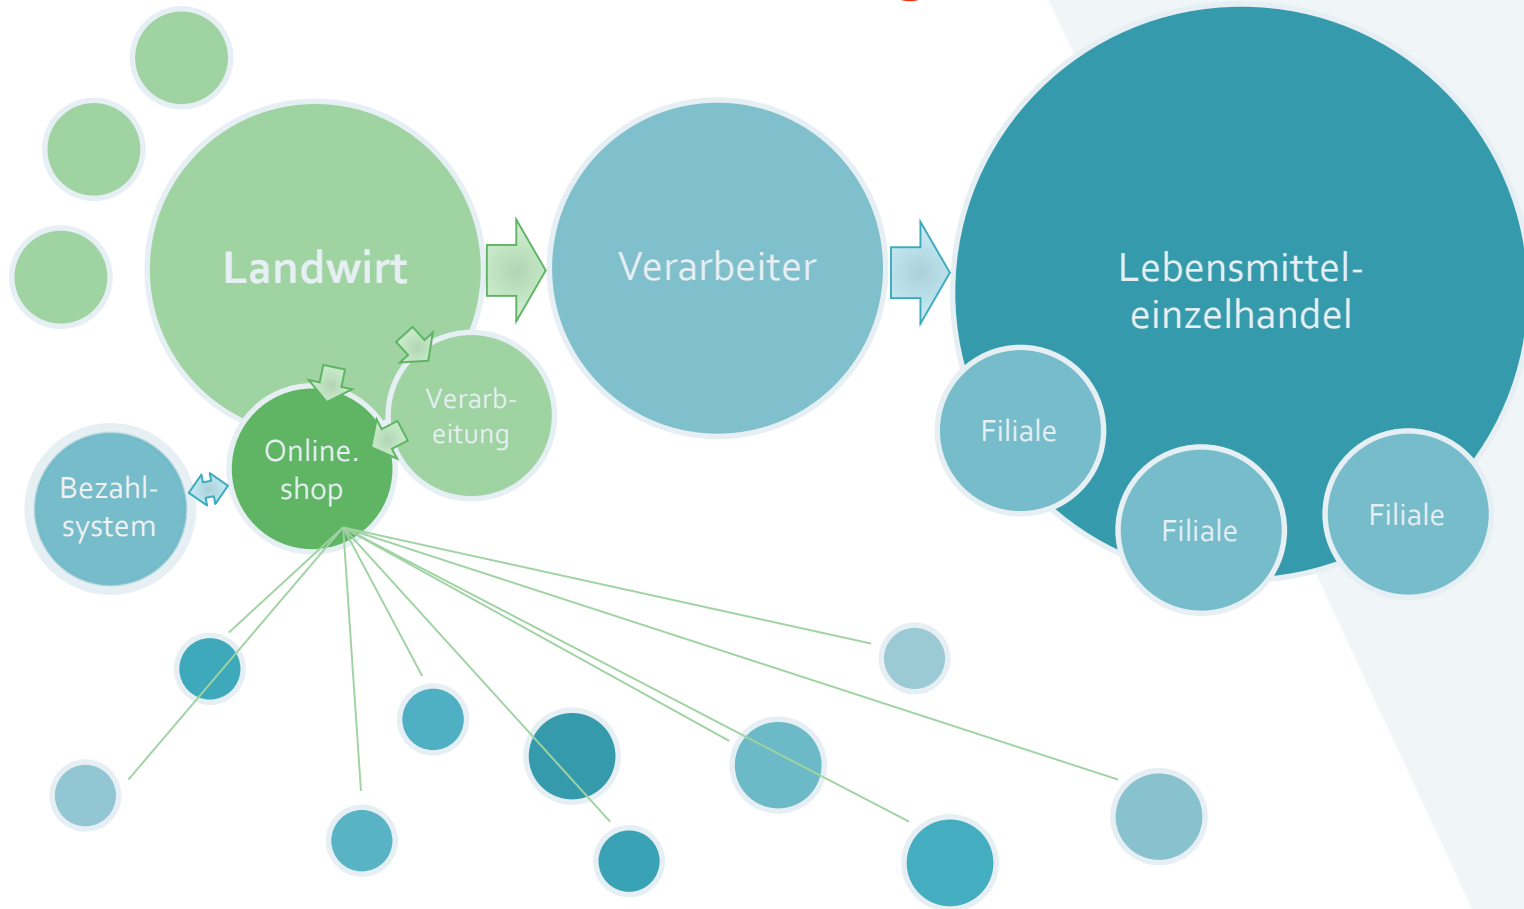 Landwirt
Verarbeiter
Lebensmittel-
einzelhandel
Verarb-
eitung
Online.
shop
Bezahl-
system
Filiale
Filiale
Filiale